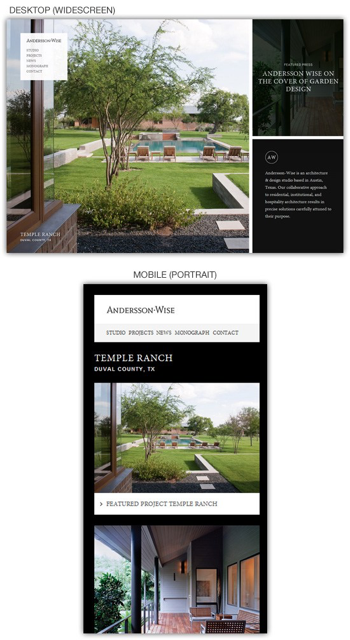 DESKTOP (WIDESCREEN)
ANDERSSON-WISE
STUDIO
PROJECTS
NEWS
MONOGRAPH
CONTACT
FEATURED PRESS
ANDERSSON WISE ON
THE COVER OF GARDEN
DESIGN
AW
Andersson-Wise is an architecture
& design studio based in Austin,
Texas. Our collaborative approach
to residential, institutional, and
hospitality architecture results in
precise solutions carefully attuned to
their purpose.
TEMPLE RANCH
DUVAL COUNTY, TX
MOBILE (PORTRAIT)
ANDERSSON-WISE
STUDIO PROJECTS NEWS MONOGRAPH CONTACT
TEMPLE RANCH
DUVAL COUNTY, TX
> FEATURED PROJECT TEMPLE RANCH